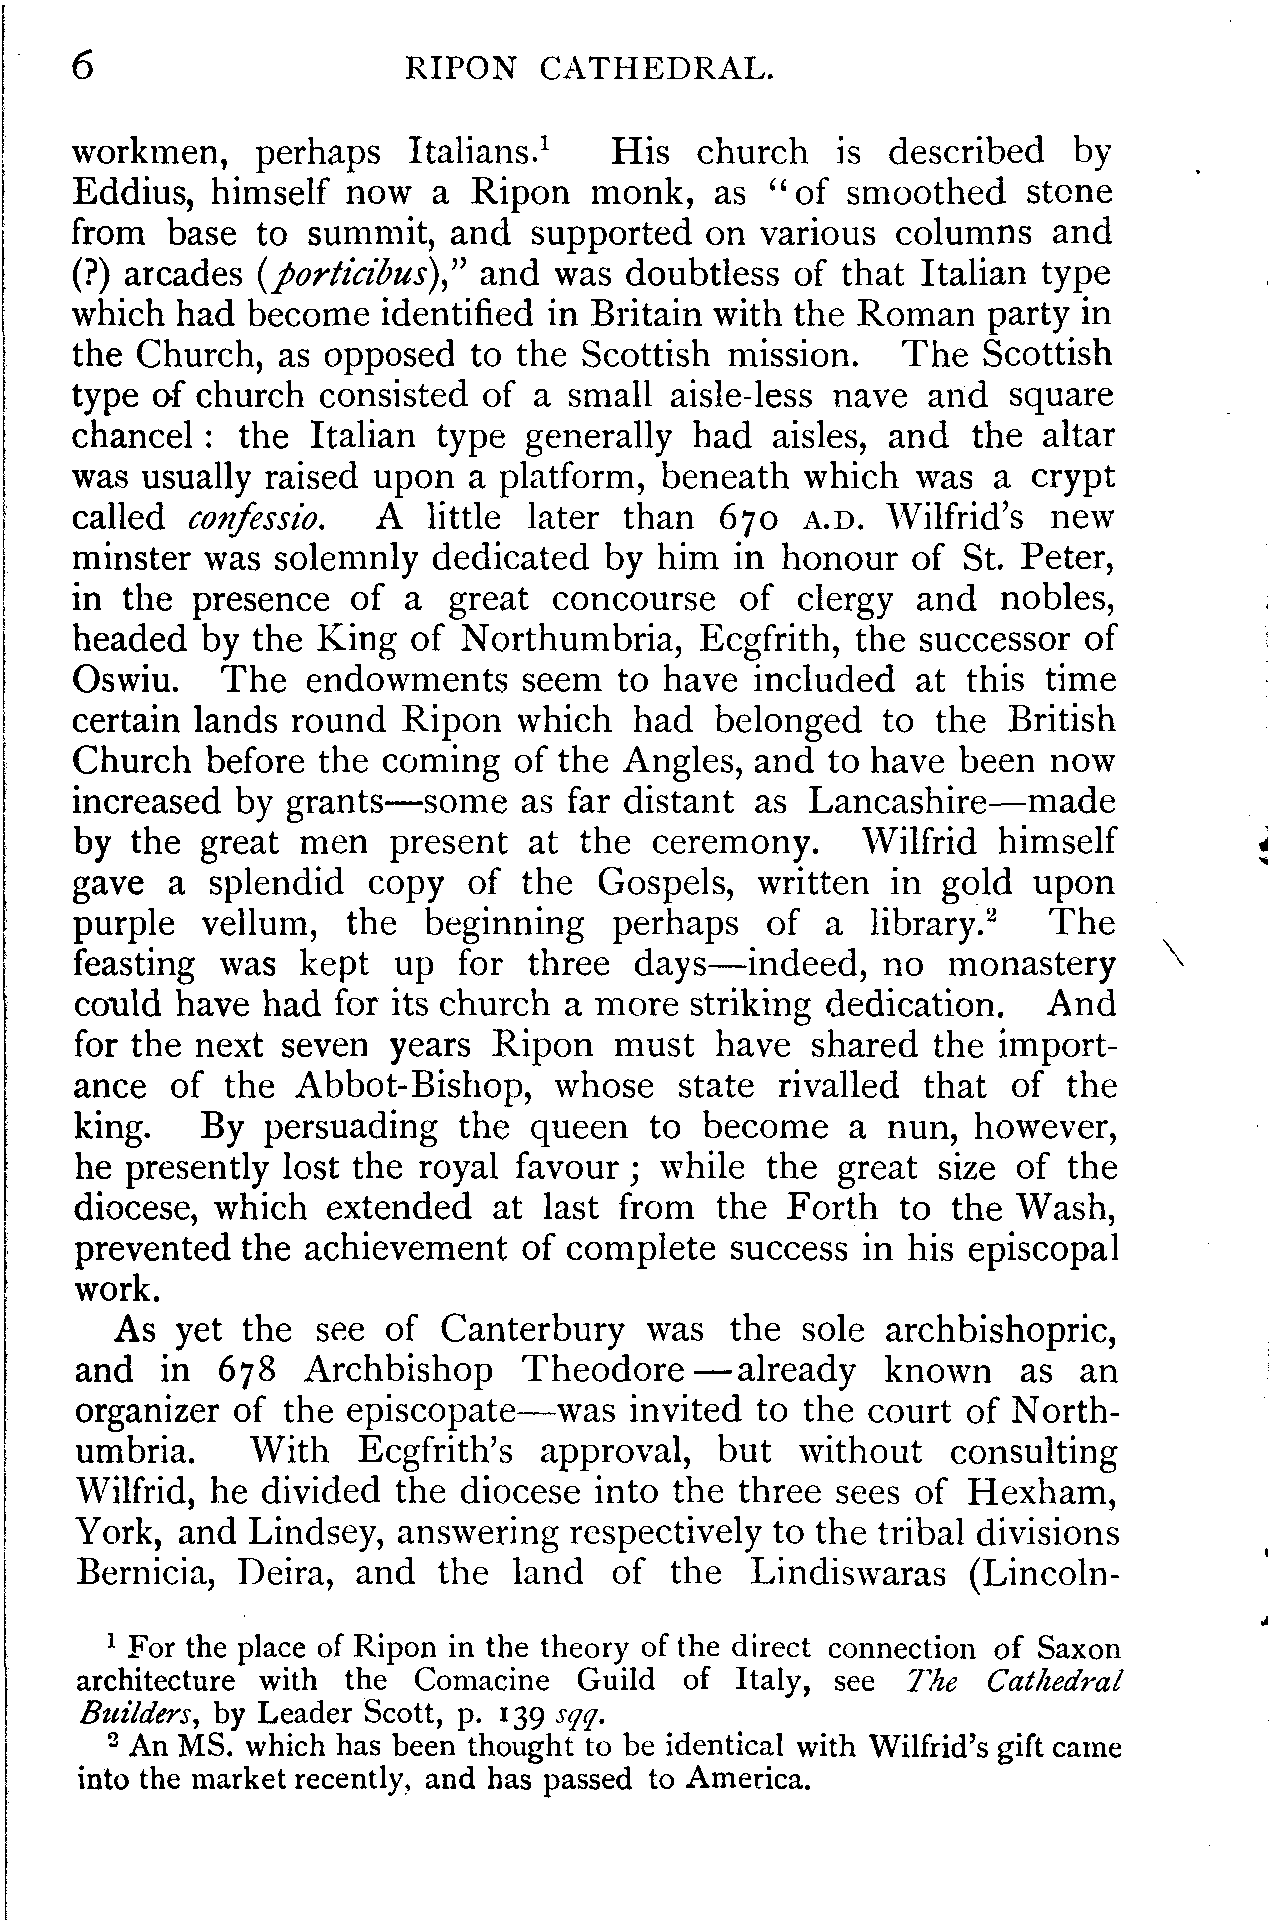 6 RIPON CATHEDRAL.
workmen, perhaps Italians.¹ His church is described by
Eddius, himself now a Ripon monk, as “of smoothed stone
from base to summit, and supported on various columns and
(?) arcades (porticibus),” and was doubtless of that Italian type
which had become identified in Britain with the Roman party in
the Church, as opposed to the Scottish mission. The Scottish
type of church consisted of a small aisle-less nave and square
chancel : the Italian type generally had aisles, and the altar
was usually raised upon a platform, beneath which was a crypt
called confessio. A little later than 670 A.D. Wilfrid’s new
minster was solemnly dedicated by him in honour of St. Peter,
in the presence of a great concourse of clergy and nobles,
headed by the King of Northumbria, Ecgfrith, the successor of
Oswiu. The endowments seem to have included at this time
certain lands round Ripon which had belonged to the British
Church before the coming of the Angles, and to have been now
increased by grants—some as far distant as Lancashire—made
by the great men present at the ceremony. Wilfrid himself
gave a splendid copy of the Gospels, written in gold upon
purple vellum, the beginning perhaps of a library.² The
feasting was kept up for three days—indeed, no monastery
could have had for its church a more striking dedication. And
for the next seven years Ripon must have shared the import-
ance of the Abbot-Bishop, whose state rivalled that of the
king. By persuading the queen to become a nun, however,
he presently lost the royal favour ; while the great size of the
diocese, which extended at last from the Forth to the Wash,
prevented the achievement of complete success in his episcopal
work.
As yet the see of Canterbury was the sole archbishopric,
and in 678 Archbishop Theodore—already known as an
organizer of the episcopate—was invited to the court of North-
umbria. With Ecgfrith’s approval, but without consulting
Wilfrid, he divided the diocese into the three sees of Hexham,
York, and Lindsey, answering respectively to the tribal divisions
Bernicia, Deira, and the land of the Lindiswaras (Lincoln-
¹ For the place of Ripon in the theory of the direct connection of Saxon
architecture with the Comacine Guild of Italy, see The Cathedral
Builders, by Leader Scott, p. 139 sqq.
² An MS. which has been thought to be identical with Wilfrid’s gift came
into the market recently, and has passed to America.